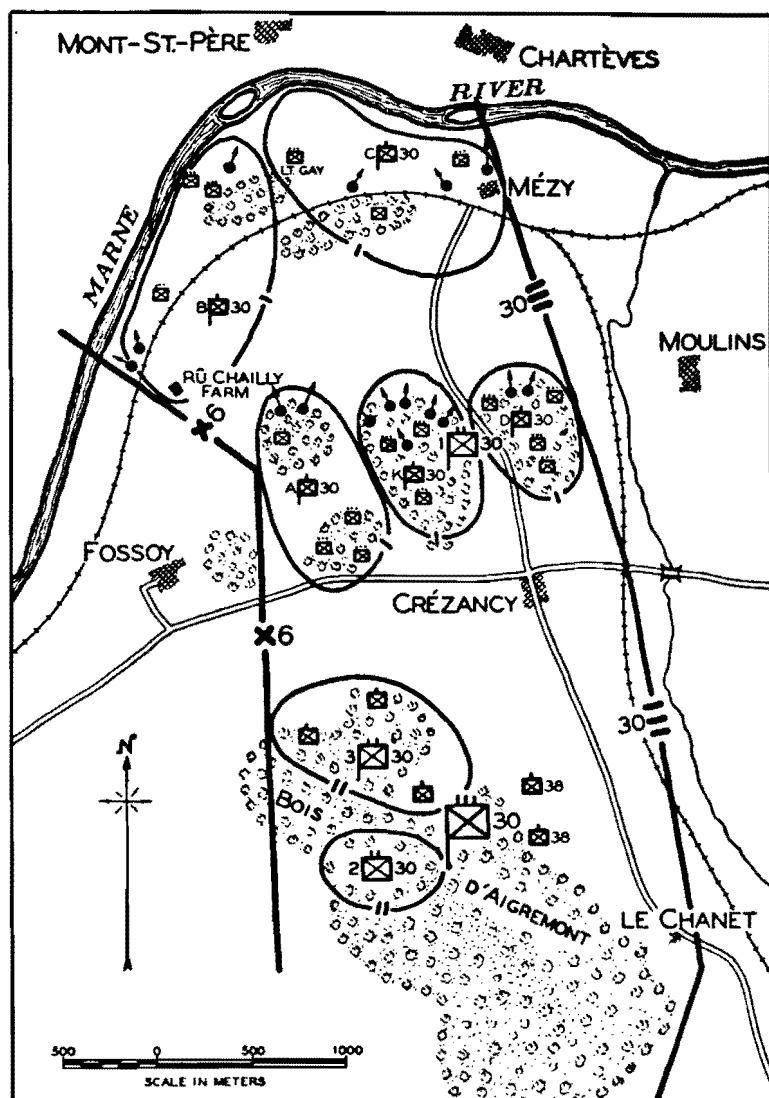 MONT-ST.-PÈRE
CHARTÈVES
RIVER
MARNE
LT. GAY
C 30
MÉZY
B 30
30
MOULINS
RÛ CHAILLY
FARM
6
A 30
1 30
K 30
D 30
FOSSOY
CRÉZANCY
6
30
3 30
BOIS
38
30
38
2 30
D'AIGREMONT
LE CHANET
N
500 0 500 1000
SCALE IN METERS